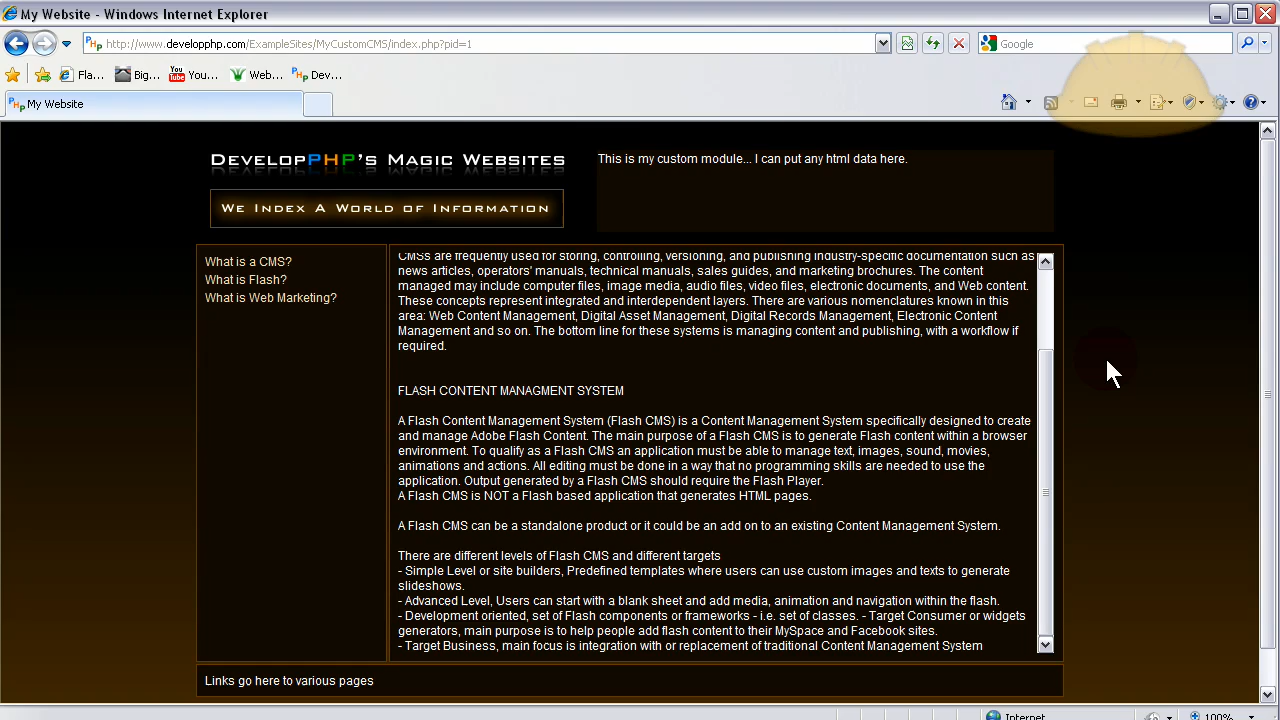 My Website - Windows Internet Explorer
http://www.developphp.com/ExampleSites/MyCustomCMS/index.php?pid=1
Google
Fla...
Big...
You...
Web...
Dev...
My Website
DEVELOPPHP'S MAGIC WEBSITES
WE INDEX A WORLD OF INFORMATION
This is my custom module... I can put any html data here.
What is a CMS?
What is Flash?
What is Web Marketing?
CMSs are frequently used for storing, controlling, versioning, and publishing industry-specific documentation such as
news articles, operators' manuals, technical manuals, sales guides, and marketing brochures. The content
managed may include computer files, image media, audio files, video files, electronic documents, and Web content.
These concepts represent integrated and interdependent layers. There are various nomenclatures known in this
area: Web Content Management, Digital Asset Management, Digital Records Management, Electronic Content
Management and so on. The bottom line for these systems is managing content and publishing, with a workflow if
required.
FLASH CONTENT MANAGMENT SYSTEM
A Flash Content Management System (Flash CMS) is a Content Management System specifically designed to create
and manage Adobe Flash Content. The main purpose of a Flash CMS is to generate Flash content within a browser
environment. To qualify as a Flash CMS an application must be able to manage text, images, sound, movies,
animations and actions. All editing must be done in a way that no programming skills are needed to use the
application. Output generated by a Flash CMS should require the Flash Player.
A Flash CMS is NOT a Flash based application that generates HTML pages.
A Flash CMS can be a standalone product or it could be an add on to an existing Content Management System.
There are different levels of Flash CMS and different targets
- Simple Level or site builders, Predefined templates where users can use custom images and texts to generate
slideshows.
- Advanced Level, Users can start with a blank sheet and add media, animation and navigation within the flash.
- Development oriented, set of Flash components or frameworks - i.e. set of classes. - Target Consumer or widgets
generators, main purpose is to help people add flash content to their MySpace and Facebook sites.
- Target Business, main focus is integration with or replacement of traditional Content Management System
Links go here to various pages
Internet
100%